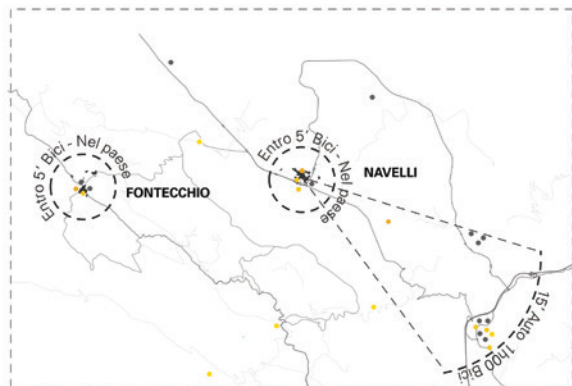 Entro 5' Bici - Nel paese
FONTECCHIO
Entro 5' Bici - Nel paese
NAVELLI
15' Auto 1h00 Bici